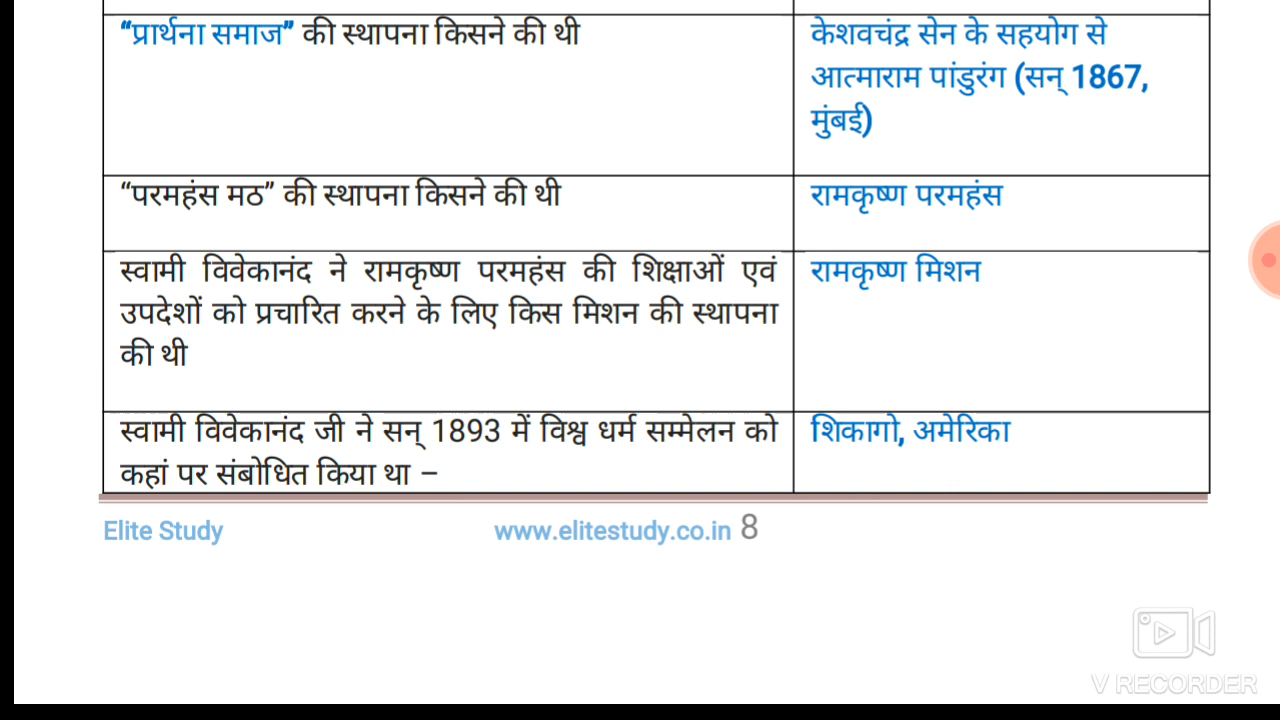 “प्रार्थना समाज” की स्थापना किसने की थी
केशवचंद्र सेन के सहयोग से
आत्माराम पांडुरंग (सन् 1867,
मुंबई)
“परमहंस मठ” की स्थापना किसने की थी
रामकृष्ण परमहंस
स्वामी विवेकानंद ने रामकृष्ण परमहंस की शिक्षाओं एवं
उपदेशों को प्रचारित करने के लिए किस मिशन की स्थापना
की थी
रामकृष्ण मिशन
स्वामी विवेकानंद जी ने सन् 1893 में विश्व धर्म सम्मेलन को
कहां पर संबोधित किया था –
शिकागो, अमेरिका
Elite Study www.elitestudy.co.in 8
V RECORDER